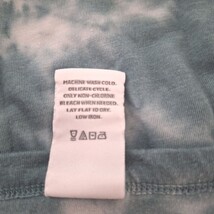 MACHINE WASH COLD.
DELICATE CYCLE.
ONLY NON-CHLORINE
BLEACH WHEN NEEDED.
LAY FLAT TO DRY.
LOW IRON.